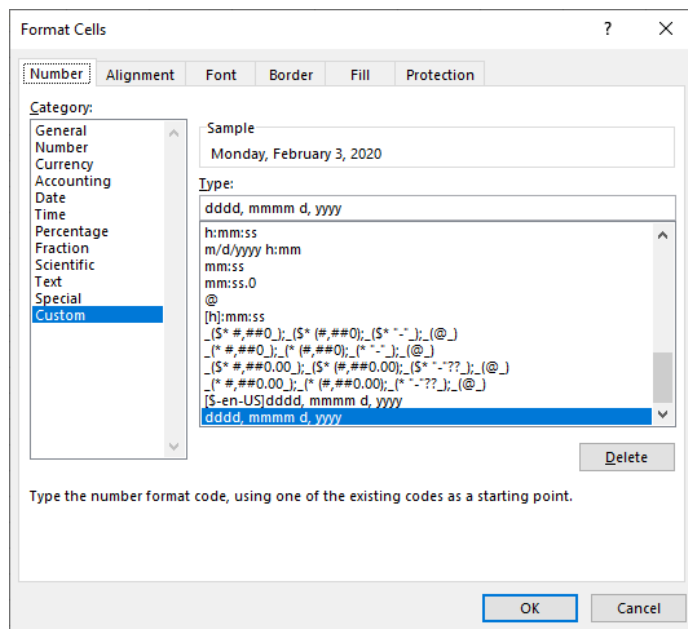 Format Cells
?
Number
Alignment
Font
Border
Fill
Protection
Category:
General
Number
Currency
Accounting
Date
Time
Percentage
Fraction
Scientific
Text
Special
Custom
Sample
Monday, February 3, 2020
Type:
dddd, mmmm d, yyyy
h:mm:ss
m/d/yyyy h:mm
mm:ss
mm:ss.0
@
[h]:mm:ss
_($* #,##0_);_($* (#,##0);_($* "-"_);_(@_)
_(* #,##0_);_(* (#,##0);_(* "-"_);_(@_)
_($* #,##0.00_);_($* (#,##0.00);_($* "-"??_);_(@_)
_(* #,##0.00_);_(* (#,##0.00);_(* "-"??_);_(@_)
[$-en-US]dddd, mmmm d, yyyy
dddd, mmmm d, yyyy
Delete
Type the number format code, using one of the existing codes as a starting point.
OK
Cancel